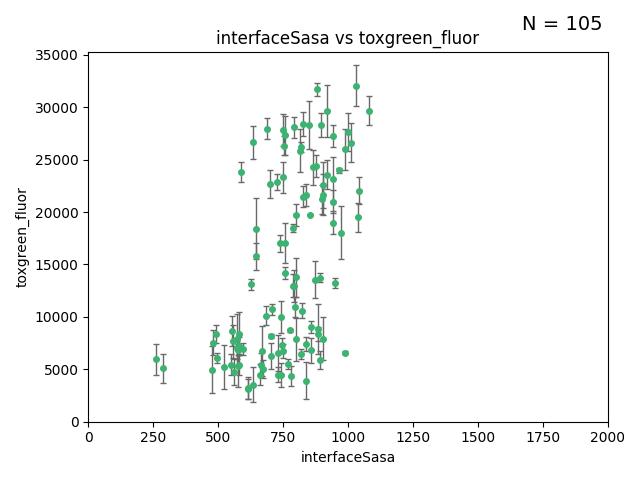 N = 105
interfaceSasa vs toxgreen_fluor
35000
30000
25000
20000
15000
10000
5000
0
toxgreen_fluor
0 250 500 750 1000 1250 1500 1750 2000
interfaceSasa